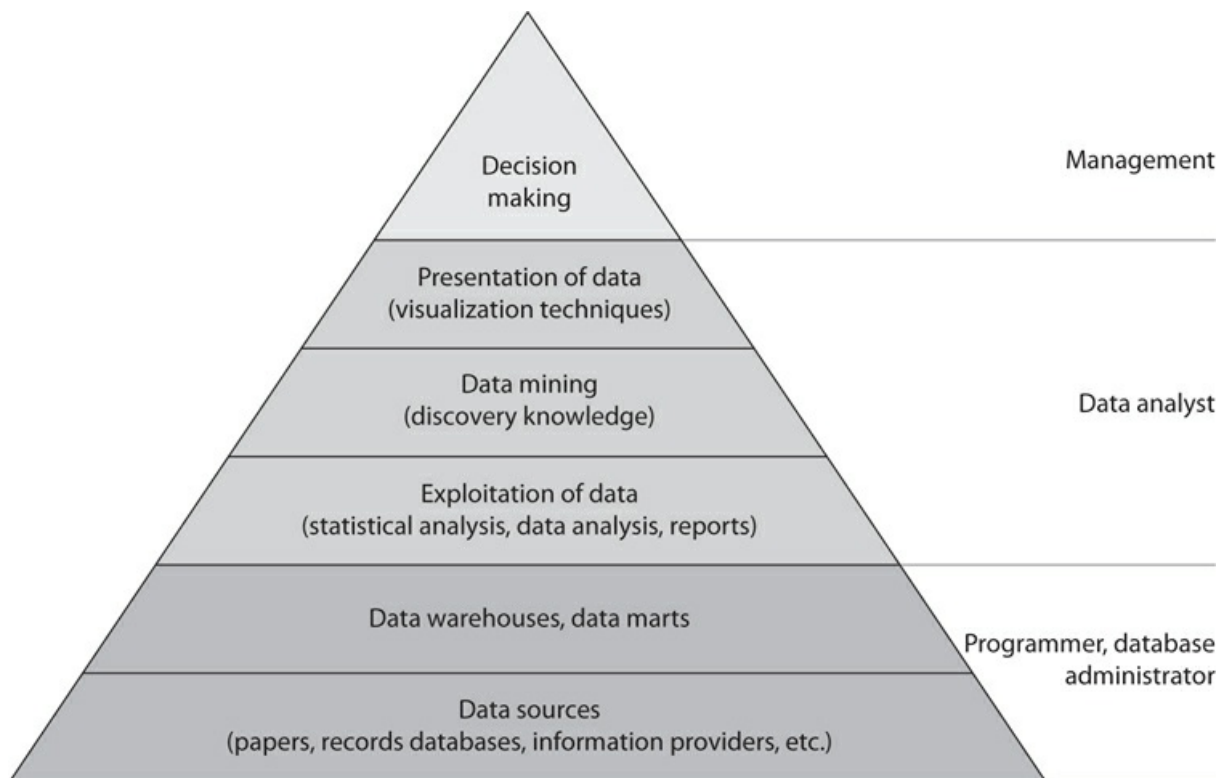 Decision
making
Management
Presentation of data
(visualization techniques)
Data mining
(discovery knowledge)
Data analyst
Exploitation of data
(statistical analysis, data analysis, reports)
Data warehouses, data marts
Programmer, database
administrator
Data sources
(papers, records databases, information providers, etc.)